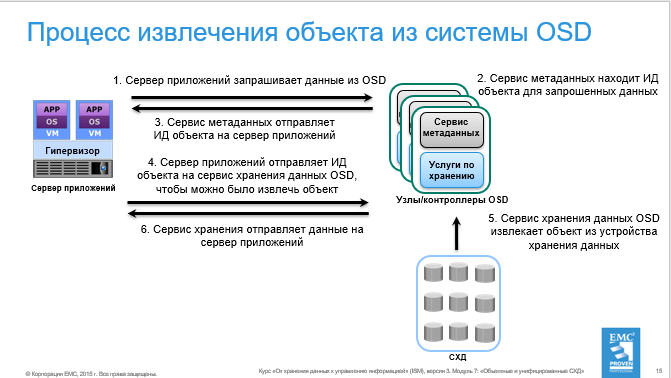 Процесс извлечения объекта из системы OSD
1. Сервер приложений запрашивает данные из OSD
2. Сервис метаданных находит ИД
объекта для запрошенных данных
APP
APP
OS
OS
VM
VM
Гипервизор
Сервер приложений
3. Сервис метаданных отправляет
ИД объекта на сервер приложений
4. Сервер приложений отправляет ИД
объекта на сервис хранения данных OSD,
чтобы можно было извлечь объект
Сервис
метаданных
Услуги по
хранению
Узлы/контроллеры OSD
6. Сервис хранения отправляет данные на
сервер приложений
5. Сервис хранения данных OSD
извлекает объект из устройства
хранения данных
СХД
EMC²
PROVEN
© Корпорация EMC, 2015 г. Все права защищены.
Курс «От хранения данных к управлению информацией» (ISM), версия 3. Модуль 7: «Объектные и унифицированные СХД»
15